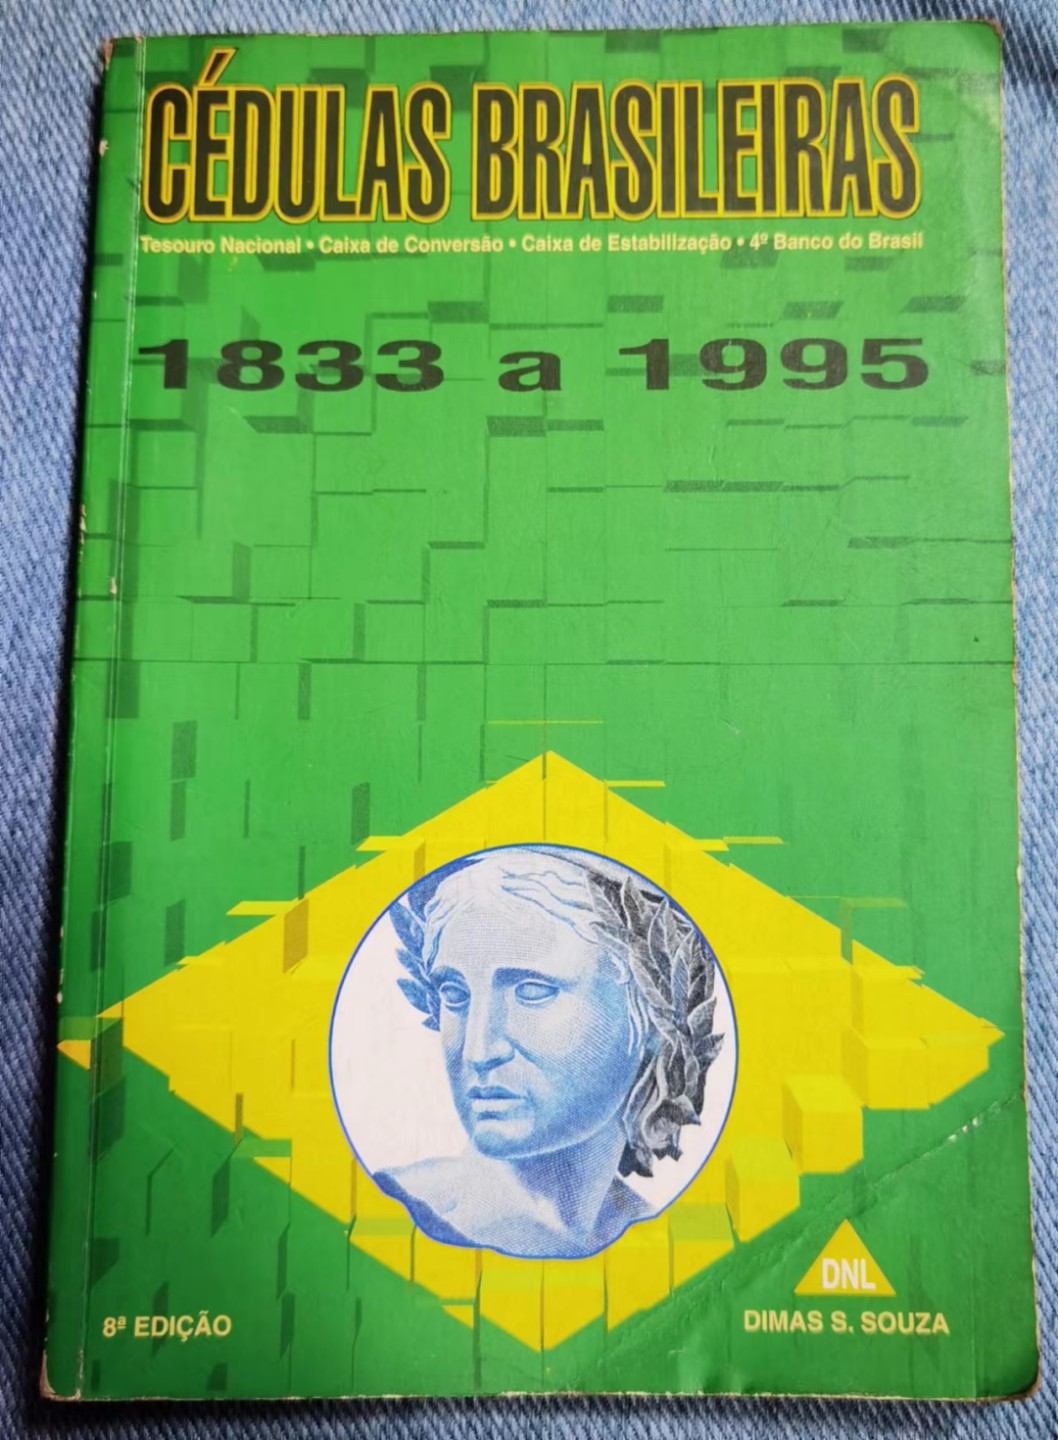 CÉDULAS BRASILEIRAS
Tesouro Nacional • Caixa de Conversão • Caixa de Estabilização • 4º Banco do Brasil
1833 a 1995
DNL
8ª EDIÇÃO
DIMAS S. SOUZA